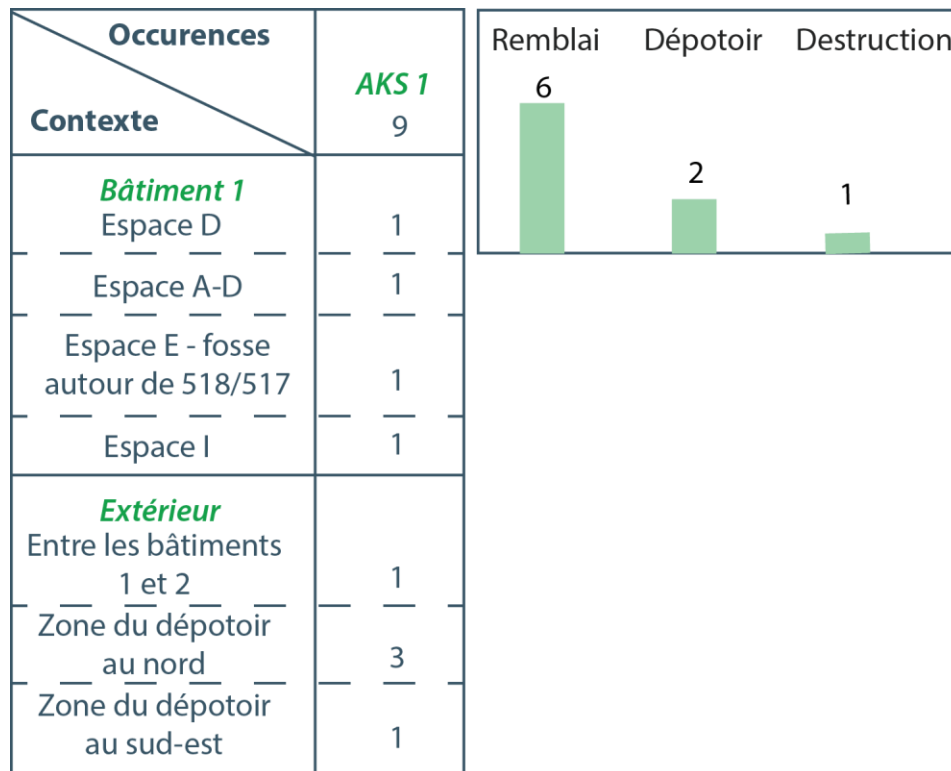 Occurences
Contexte
AKS 1
9
Bâtiment 1
Espace D
1
Espace A-D
1
Espace E - fosse
autour de 518/517
1
Espace I
1
Extérieur
Entre les bâtiments
1 et 2
1
Zone du dépotoir
au nord
3
Zone du dépotoir
au sud-est
1
Remblai Dépotoir Destruction
6
2
1